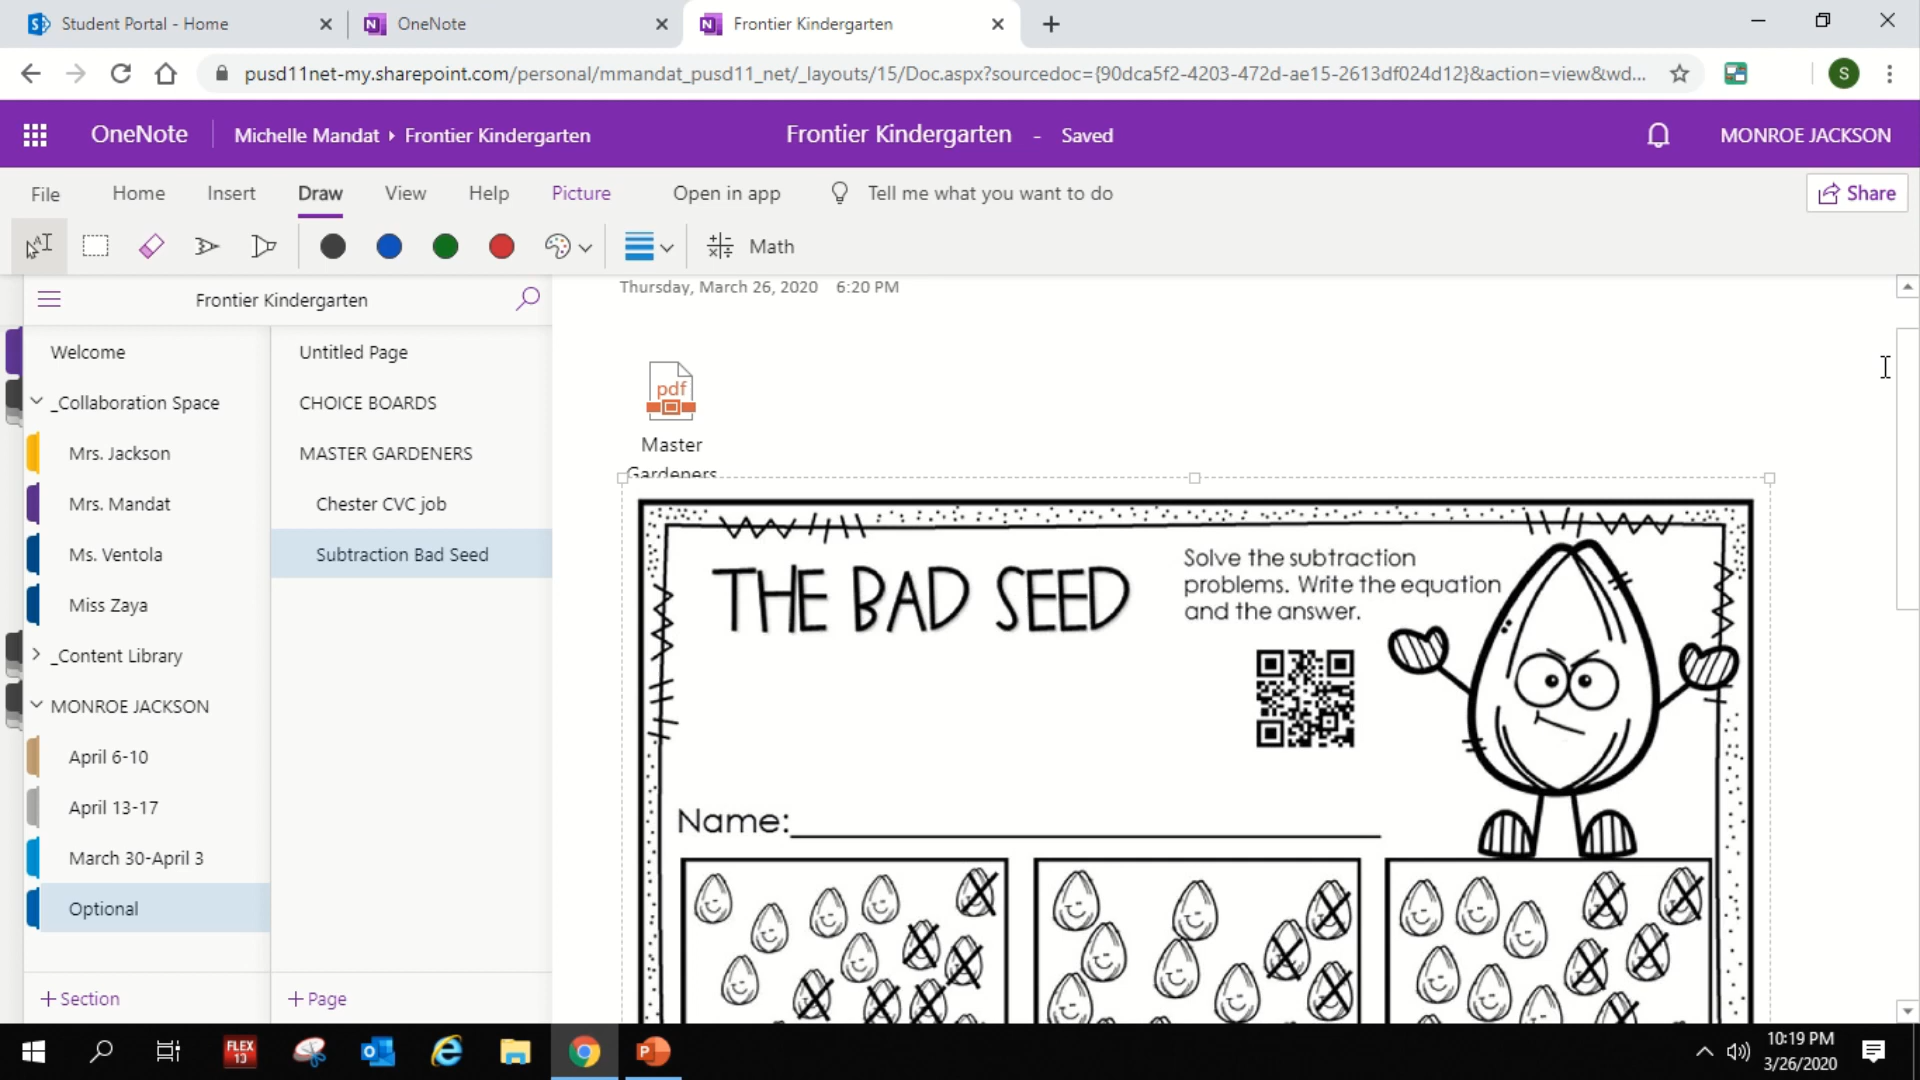 Student Portal - Home
OneNote
Frontier Kindergarten
pusd11net-my.sharepoint.com/personal/mmandat_pusd11_net/_layouts/15/Doc.aspx?sourcedoc={90dca5f2-4203-472d-ae15-2613df024d12}&action=view&wd...
S
OneNote
Michelle Mandat › Frontier Kindergarten
Frontier Kindergarten - Saved
MONROE JACKSON
File
Home
Insert
Draw
View
Help
Picture
Open in app
Tell me what you want to do
Share
Math
Frontier Kindergarten
Welcome
_Collaboration Space
Mrs. Jackson
Mrs. Mandat
Ms. Ventola
Miss Zaya
_Content Library
MONROE JACKSON
April 6-10
April 13-17
March 30-April 3
Optional
+ Section
Untitled Page
CHOICE BOARDS
MASTER GARDENERS
Chester CVC job
Subtraction Bad Seed
+ Page
Thursday, March 26, 2020 6:20 PM
pdf
Master
Gardeners
THE BAD SEED
Solve the subtraction
problems. Write the equation
and the answer.
Name:
FLEX
13
10:19 PM
3/26/2020